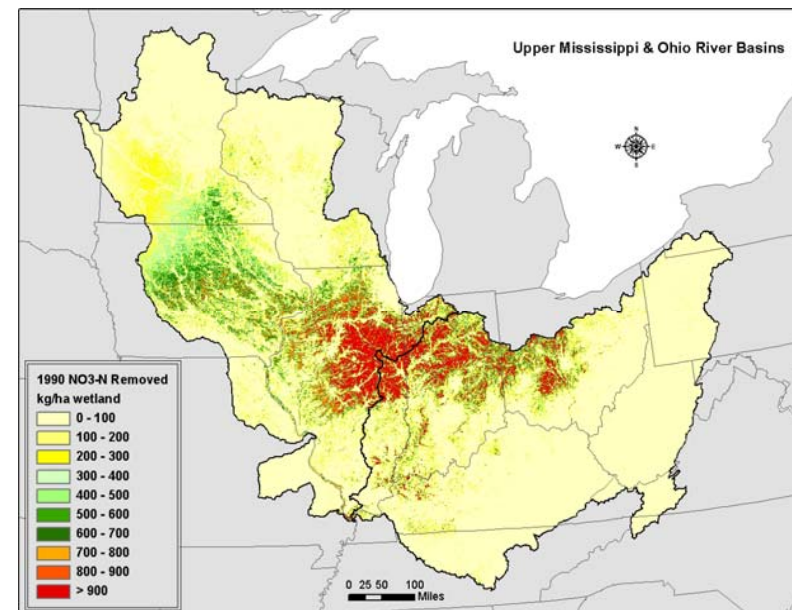 Upper Mississippi & Ohio River Basins
N
W E
S
1990 NO3-N Removed
kg/ha wetland
0 - 100
100 - 200
200 - 300
300 - 400
400 - 500
500 - 600
600 - 700
700 - 800
800 - 900
> 900
0 25 50 100
Miles